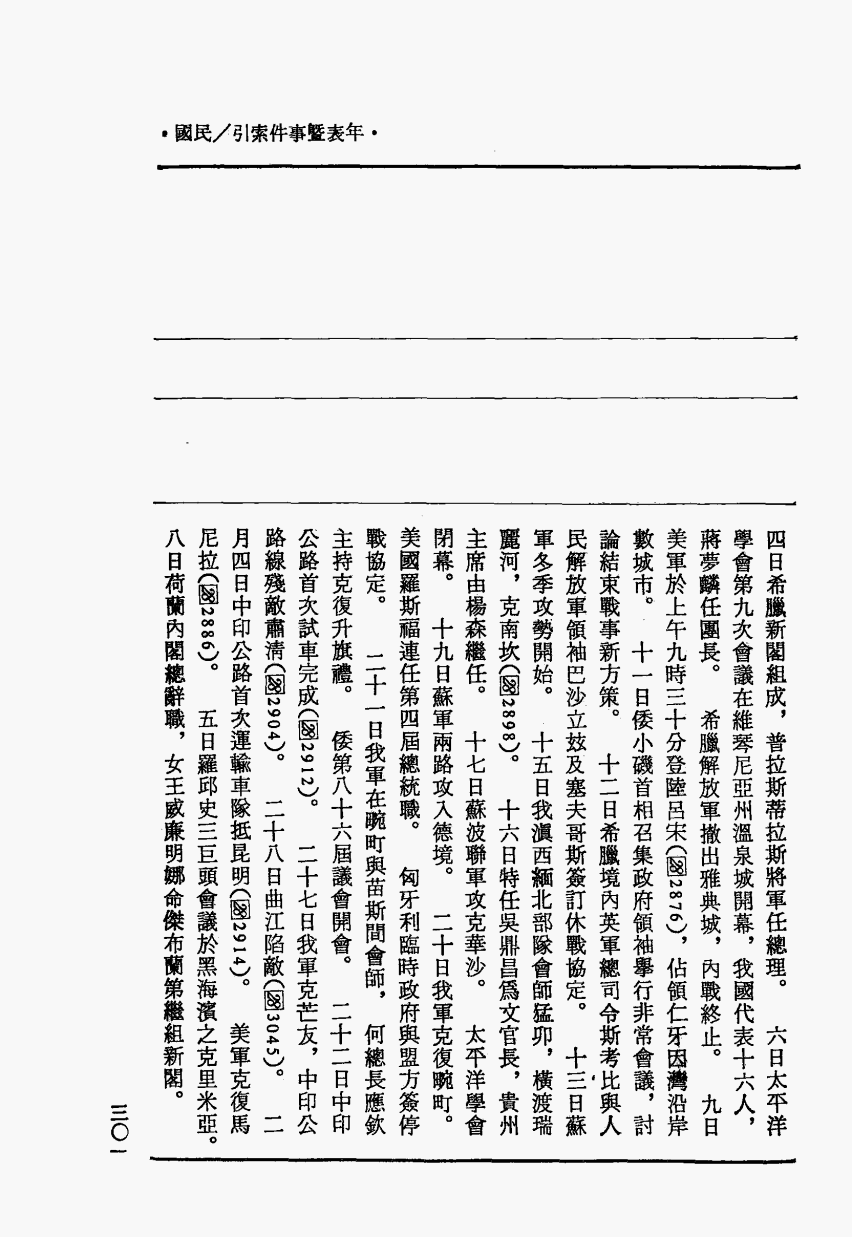 •國民／引索件事暨表年•
四日希臘新閣組成，普拉斯蒂拉斯將軍任總理。　六日太平洋
學會第九次會議在維琴尼亞州溫泉城開幕，我國代表十六人，
蔣夢麟任團長。　希臘解放軍撤出雅典城，內戰終止。　九日
美軍於上午九時三十分登陸呂宋(圖2876)，佔領仁牙因灣沿岸
數城市。　十一日倭小磯首相召集政府領袖舉行非常會議，討
論結束戰事新方策。　十二日希臘境內英軍總司令斯考比與人
民解放軍領袖巴沙立玆及塞夫哥斯簽訂休戰協定。　十三日蘇
軍冬季攻勢開始。　十五日我滇西緬北部隊會師猛卯，橫渡瑞
麗河，克南坎(圖2898)。　十六日特任吳鼎昌爲文官長，貴州
主席由楊森繼任。　十七日蘇波聯軍攻克華沙。　太平洋學會
閉幕。　十九日蘇軍兩路攻入德境。　二十日我軍克復畹町。
美國羅斯福連任第四屆總統職。　匈牙利臨時政府與盟方簽停
戰協定。　二十一日我軍在畹町與苗斯間會師，何總長應欽
主持克復升旗禮。　倭第八十六屆議會開會。　二十二日中印
公路首次試車完成(圖2912)。　二十七日我軍克芒友，中印公
路線殘敵肅清(圖2904)。　二十八日曲江陷敵(圖3045)。　二
月四日中印公路首次運輸車隊抵昆明(圖2914)。　美軍克復馬
尼拉(圖2886)。　五日羅邱史三巨頭會議於黑海濱之克里米亞。
八日荷蘭內閣總辭職，女王威廉明娜命傑布蘭第繼組新閣。
三〇一